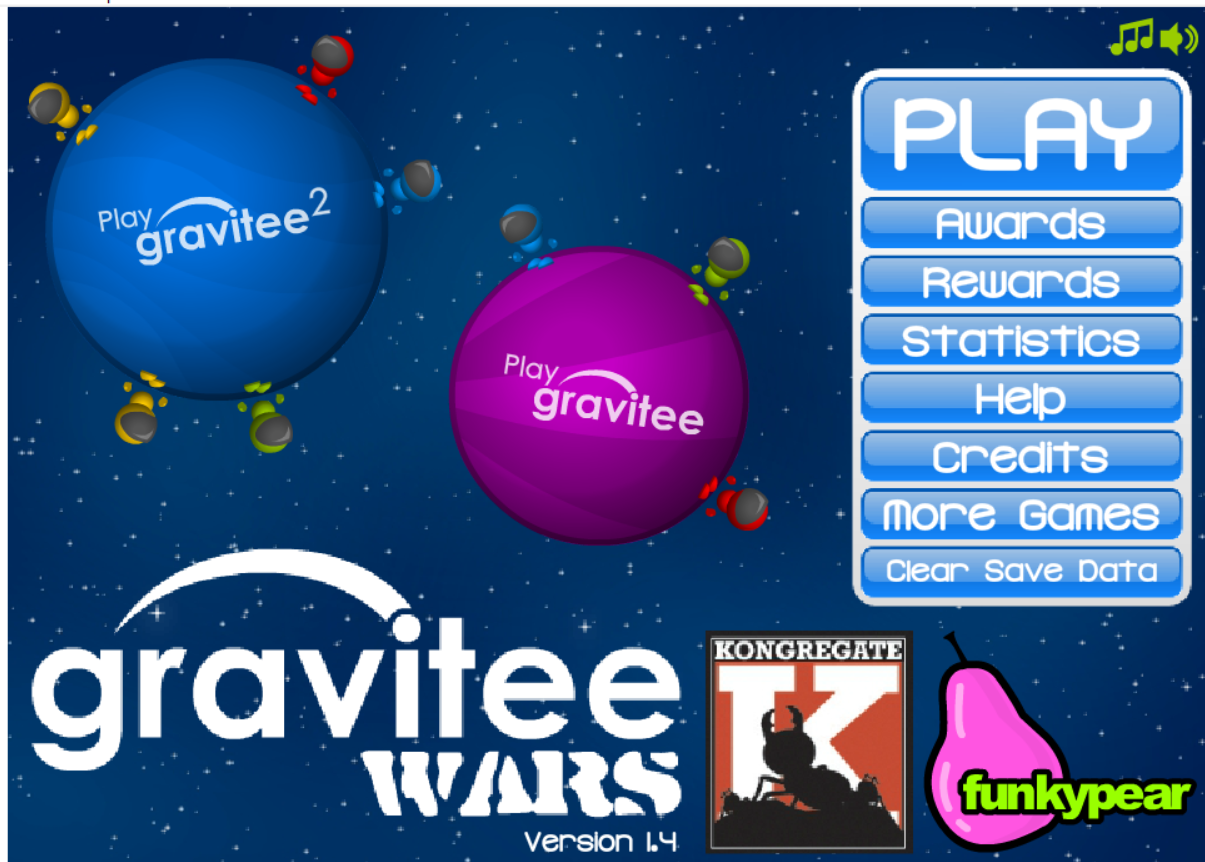 Play
gravitee2
Play
gravitee
PLAY
Awards
Rewards
Statistics
Help
Credits
More Games
Clear Save Data
gravitee
WARS
Version 1.4
KONGREGATE
K
funkypear